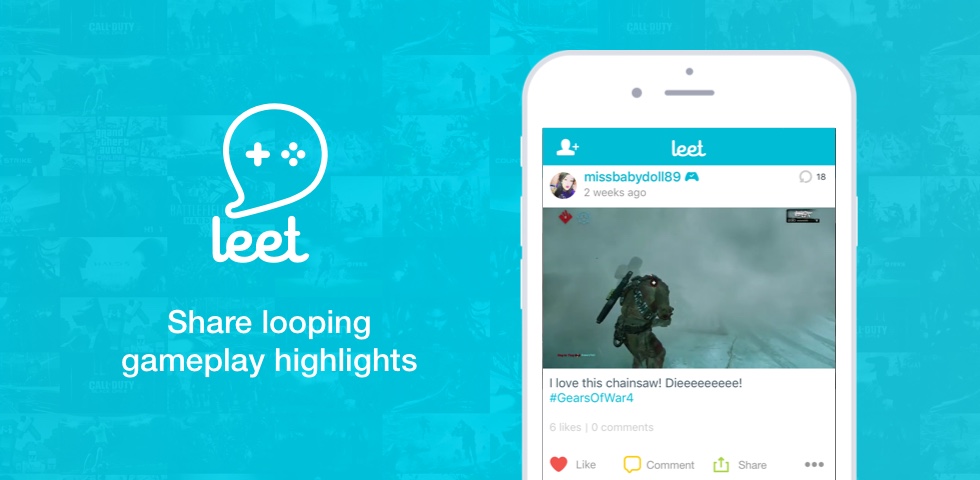 leet
Share looping
gameplay highlights
leet
missbabydoll89
2 weeks ago
18
I love this chainsaw! Dieeeeeeeee!
#GearsOfWar4
6 likes | 0 comments
Like
Comment
Share